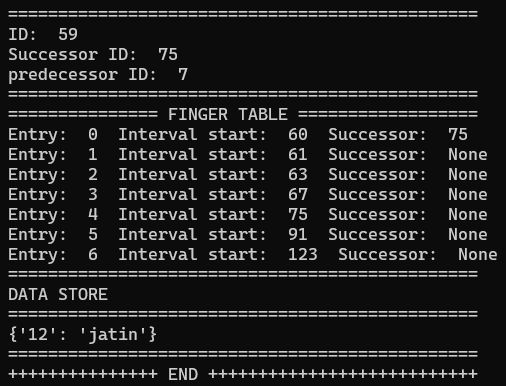 ===============================================
ID:  59
Successor ID:  75
predecessor ID:  7
===============================================
=============== FINGER TABLE ==================
Entry:  0  Interval start:  60  Successor:  75
Entry:  1  Interval start:  61  Successor:  None
Entry:  2  Interval start:  63  Successor:  None
Entry:  3  Interval start:  67  Successor:  None
Entry:  4  Interval start:  75  Successor:  None
Entry:  5  Interval start:  91  Successor:  None
Entry:  6  Interval start:  123  Successor:  None
===============================================
DATA STORE
===============================================
{'12': 'jatin'}
===============================================
+++++++++++++++ END +++++++++++++++++++++++++++